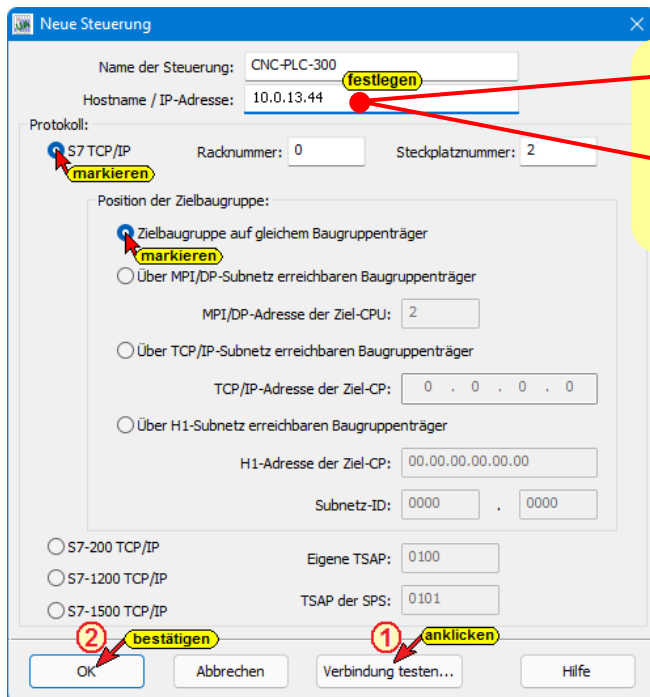 Neue Steuerung
Name der Steuerung: CNC-PLC-300
festlegen
Hostname / IP-Adresse: 10.0.13.44
Protokoll:
S7 TCP/IP Racknummer: 0 Steckplatznummer: 2
markieren
Position der Zielbaugruppe:
Zielbaugruppe auf gleichem Baugruppenträger
markieren
Über MPI/DP-Subnetz erreichbaren Baugruppenträger
MPI/DP-Adresse der Ziel-CPU: 2
Über TCP/IP-Subnetz erreichbaren Baugruppenträger
TCP/IP-Adresse der Ziel-CP: 0 . 0 . 0 . 0
Über H1-Subnetz erreichbaren Baugruppenträger
H1-Adresse der Ziel-CP: 00.00.00.00.00.00
Subnetz-ID: 0000 . 0000
S7-200 TCP/IP Eigene TSAP: 0100
S7-1200 TCP/IP
TSAP der SPS: 0101
S7-1500 TCP/IP
2 bestätigen 1 anklicken
OK Abbrechen Verbindung testen... Hilfe